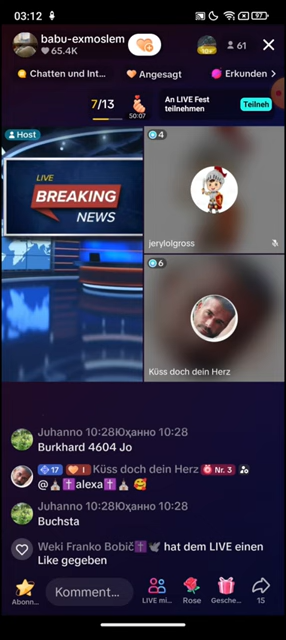 03:12
97
babu-exmoslem
65.4K
61
Chatten und Int...
Angesagt
Erkunden
7/13
50:07
An LIVE Fest
teilnehmen
Teilneh
Host
LIVE
BREAKING
NEWS
4
jerylolgross
6
Küss doch dein Herz
Juhanno 10:28Юҳанно 10:28
Burkhard 4604 Jo
17 I Küss doch dein Herz Nr. 3
@⛪✝️alexa✝️⛪🥰
Juhanno 10:28Юҳанно 10:28
Buchsta
Weki Franko Bobič✝️🕊️ hat dem LIVE einen
Like gegeben
Abonn...
Komment...
LIVE mi...
Rose
Gesche...
15